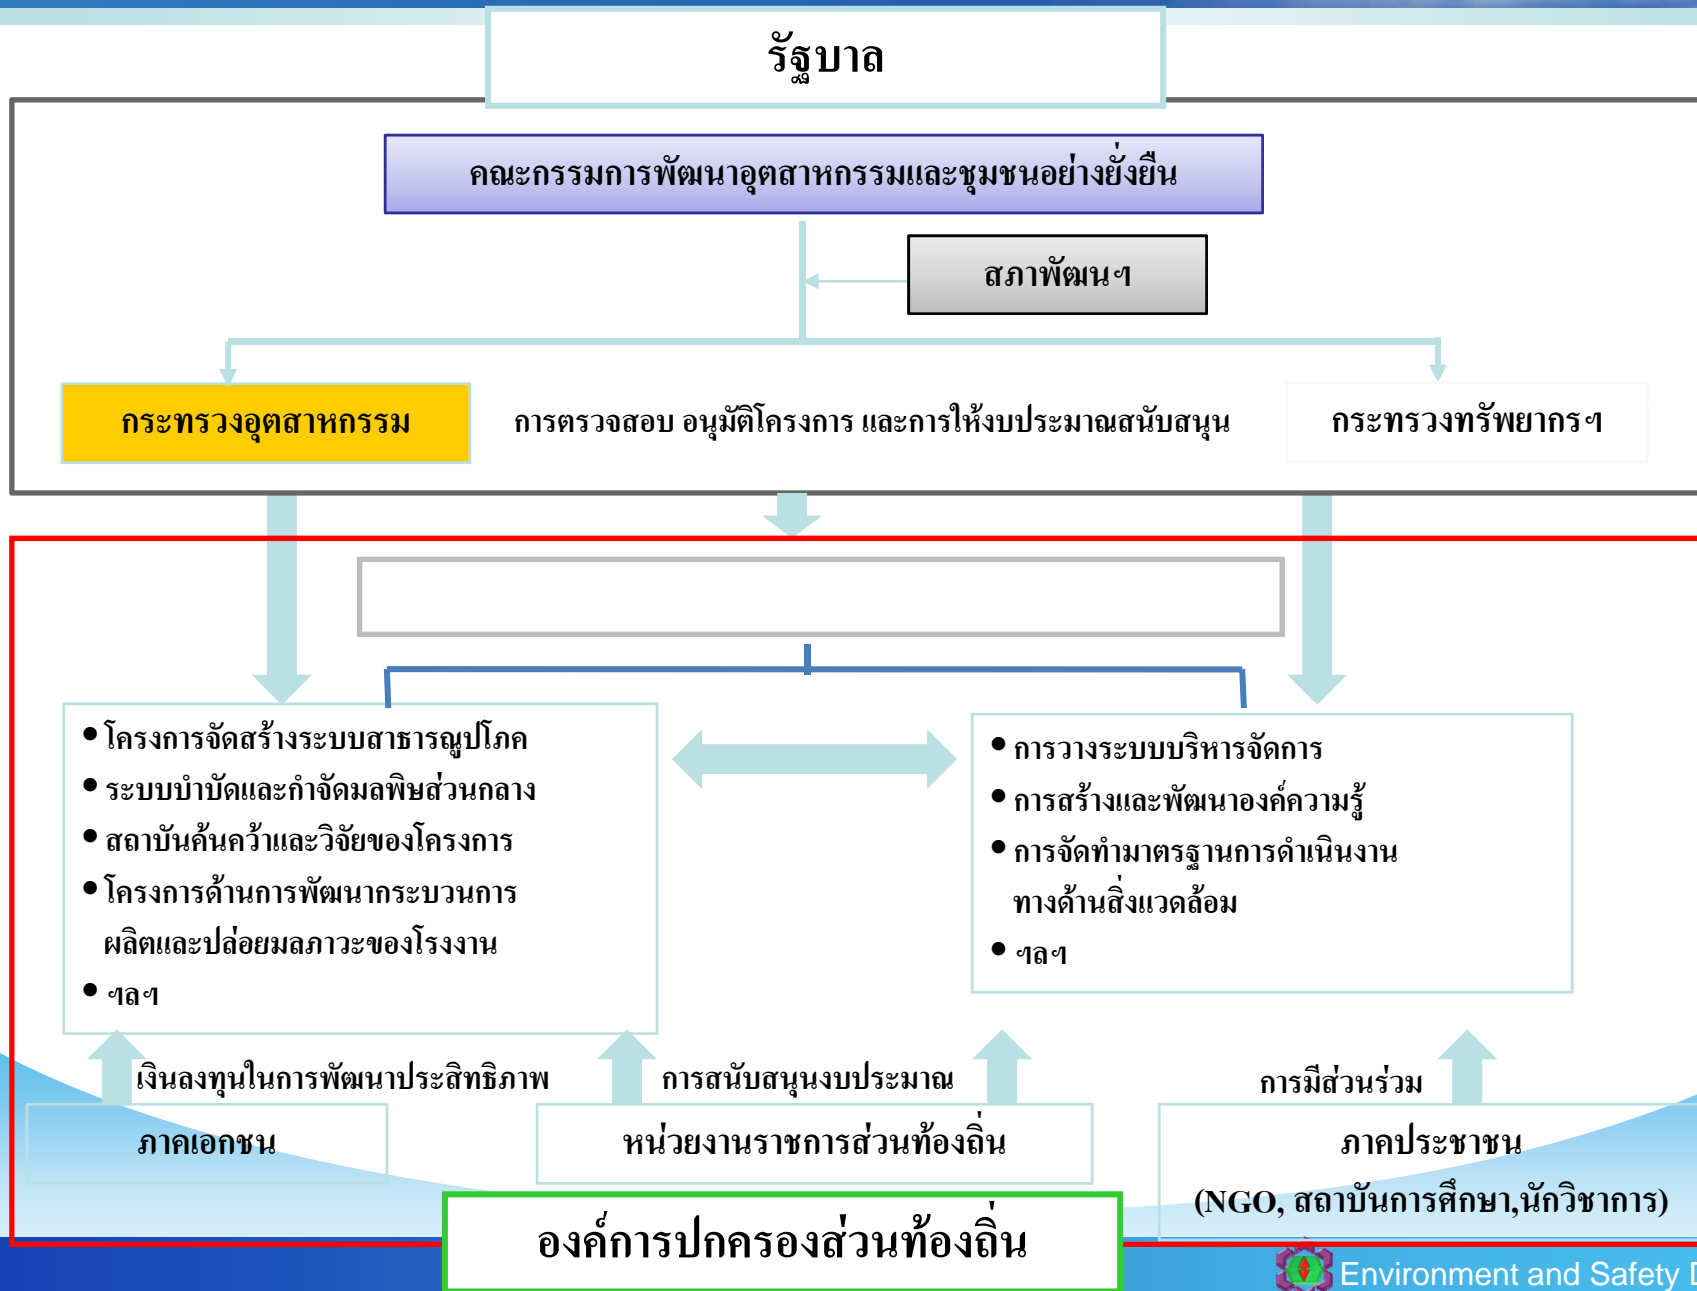 รัฐบาล
คณะกรรมการพัฒนาอุตสาหกรรมและชุมชนอย่างยั่งยืน
สภาพัฒนฯ
กระทรวงอุตสาหกรรม
การตรวจสอบ อนุมัติโครงการ และการให้งบประมาณสนับสนุน
กระทรวงทรัพยากรฯ
• โครงการจัดสร้างระบบสาธารณูปโภค
• ระบบบำบัดและกำจัดมลพิษส่วนกลาง
• สถาบันค้นคว้าและวิจัยของโครงการ
• โครงการด้านการพัฒนากระบวนการ
ผลิตและปล่อยมลภาวะของโรงงาน
• ฯลฯ
• การวางระบบบริหารจัดการ
• การสร้างและพัฒนาองค์ความรู้
• การจัดทำมาตรฐานการดำเนินงาน
ทางด้านสิ่งแวดล้อม
• ฯลฯ
เงินลงทุนในการพัฒนาประสิทธิภาพ
การสนับสนุนงบประมาณ
การมีส่วนร่วม
ภาคเอกชน
หน่วยงานราชการส่วนท้องถิ่น
ภาคประชาชน
(NGO, สถาบันการศึกษา,นักวิชาการ)
องค์การปกครองส่วนท้องถิ่น
Environment and Safety